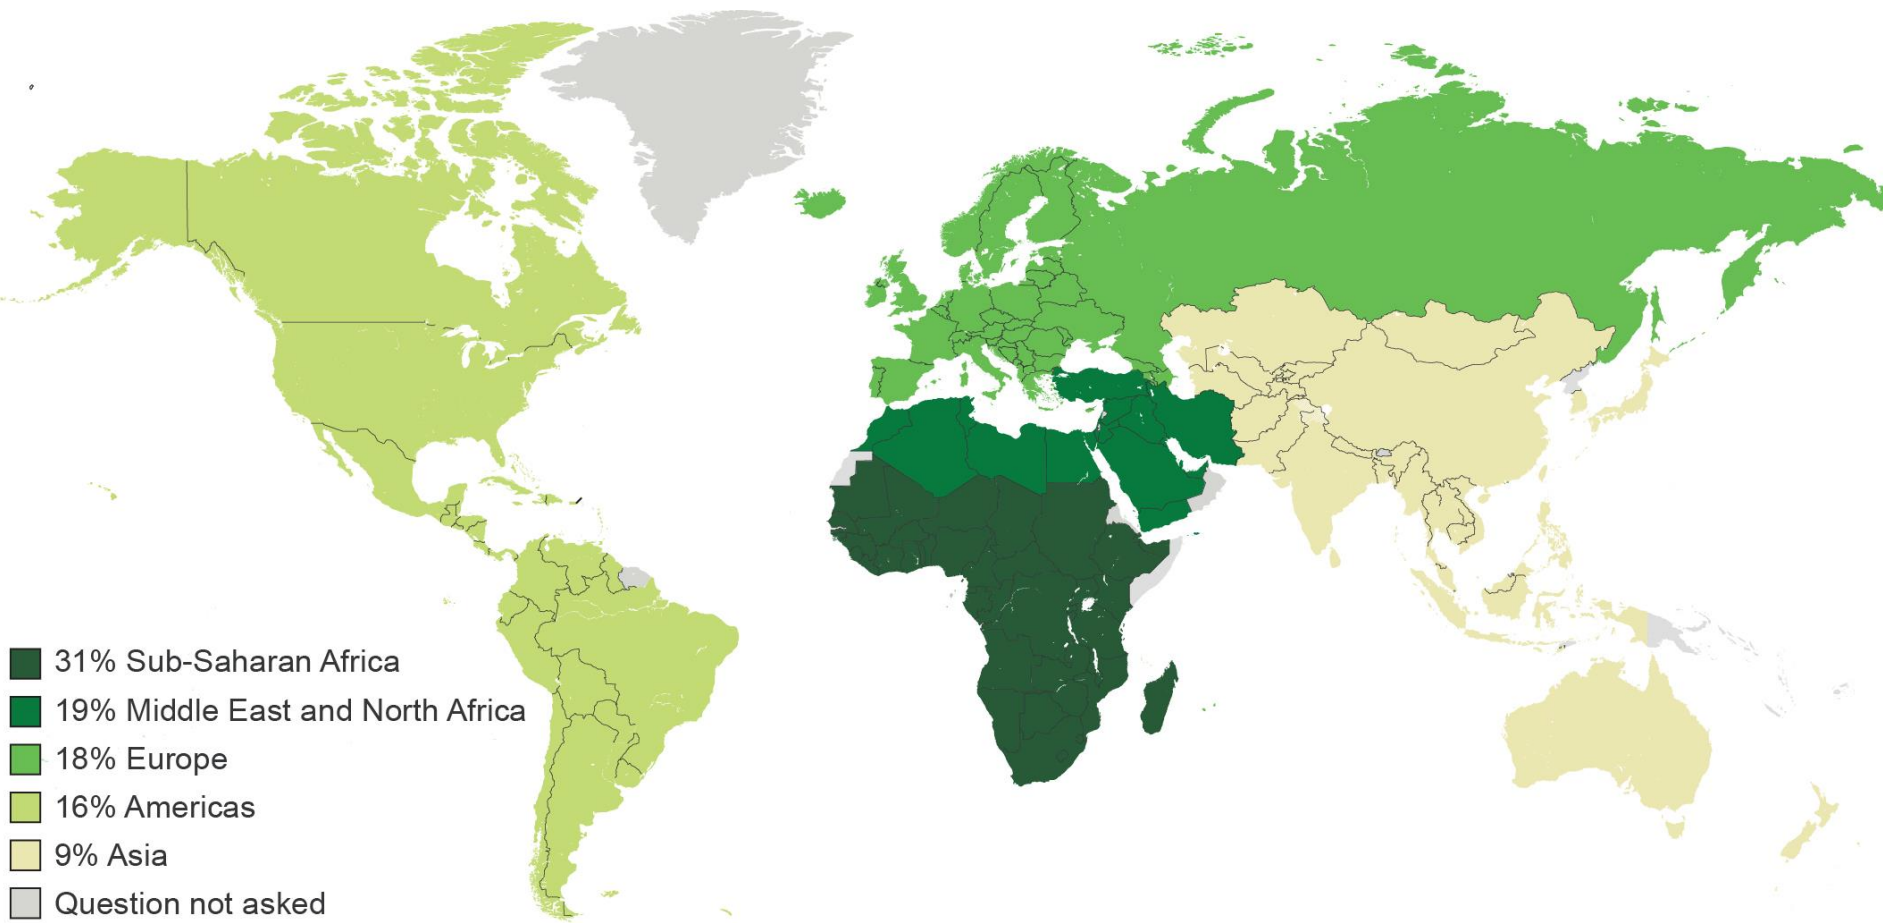 31% Sub-Saharan Africa
19% Middle East and North Africa
18% Europe
16% Americas
9% Asia
Question not asked